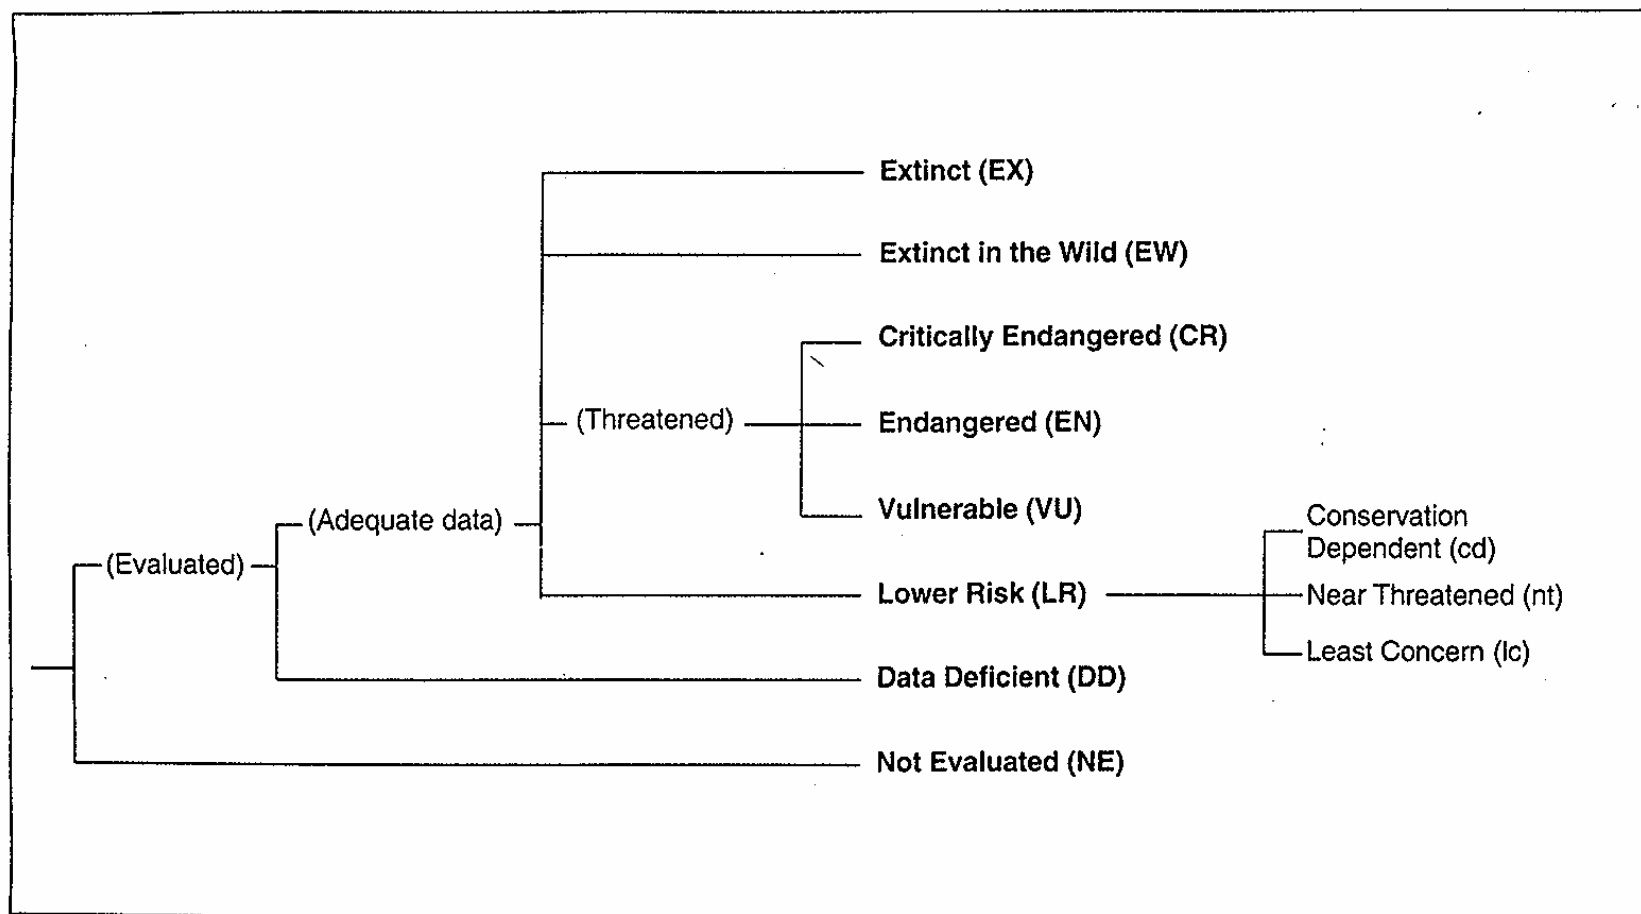 Extinct (EX)
Extinct in the Wild (EW)
Critically Endangered (CR)
(Threatened)
Endangered (EN)
Vulnerable (VU)
(Adequate data)
Conservation
Dependent (cd)
(Evaluated)
Lower Risk (LR)
Near Threatened (nt)
Least Concern (lc)
Data Deficient (DD)
Not Evaluated (NE)